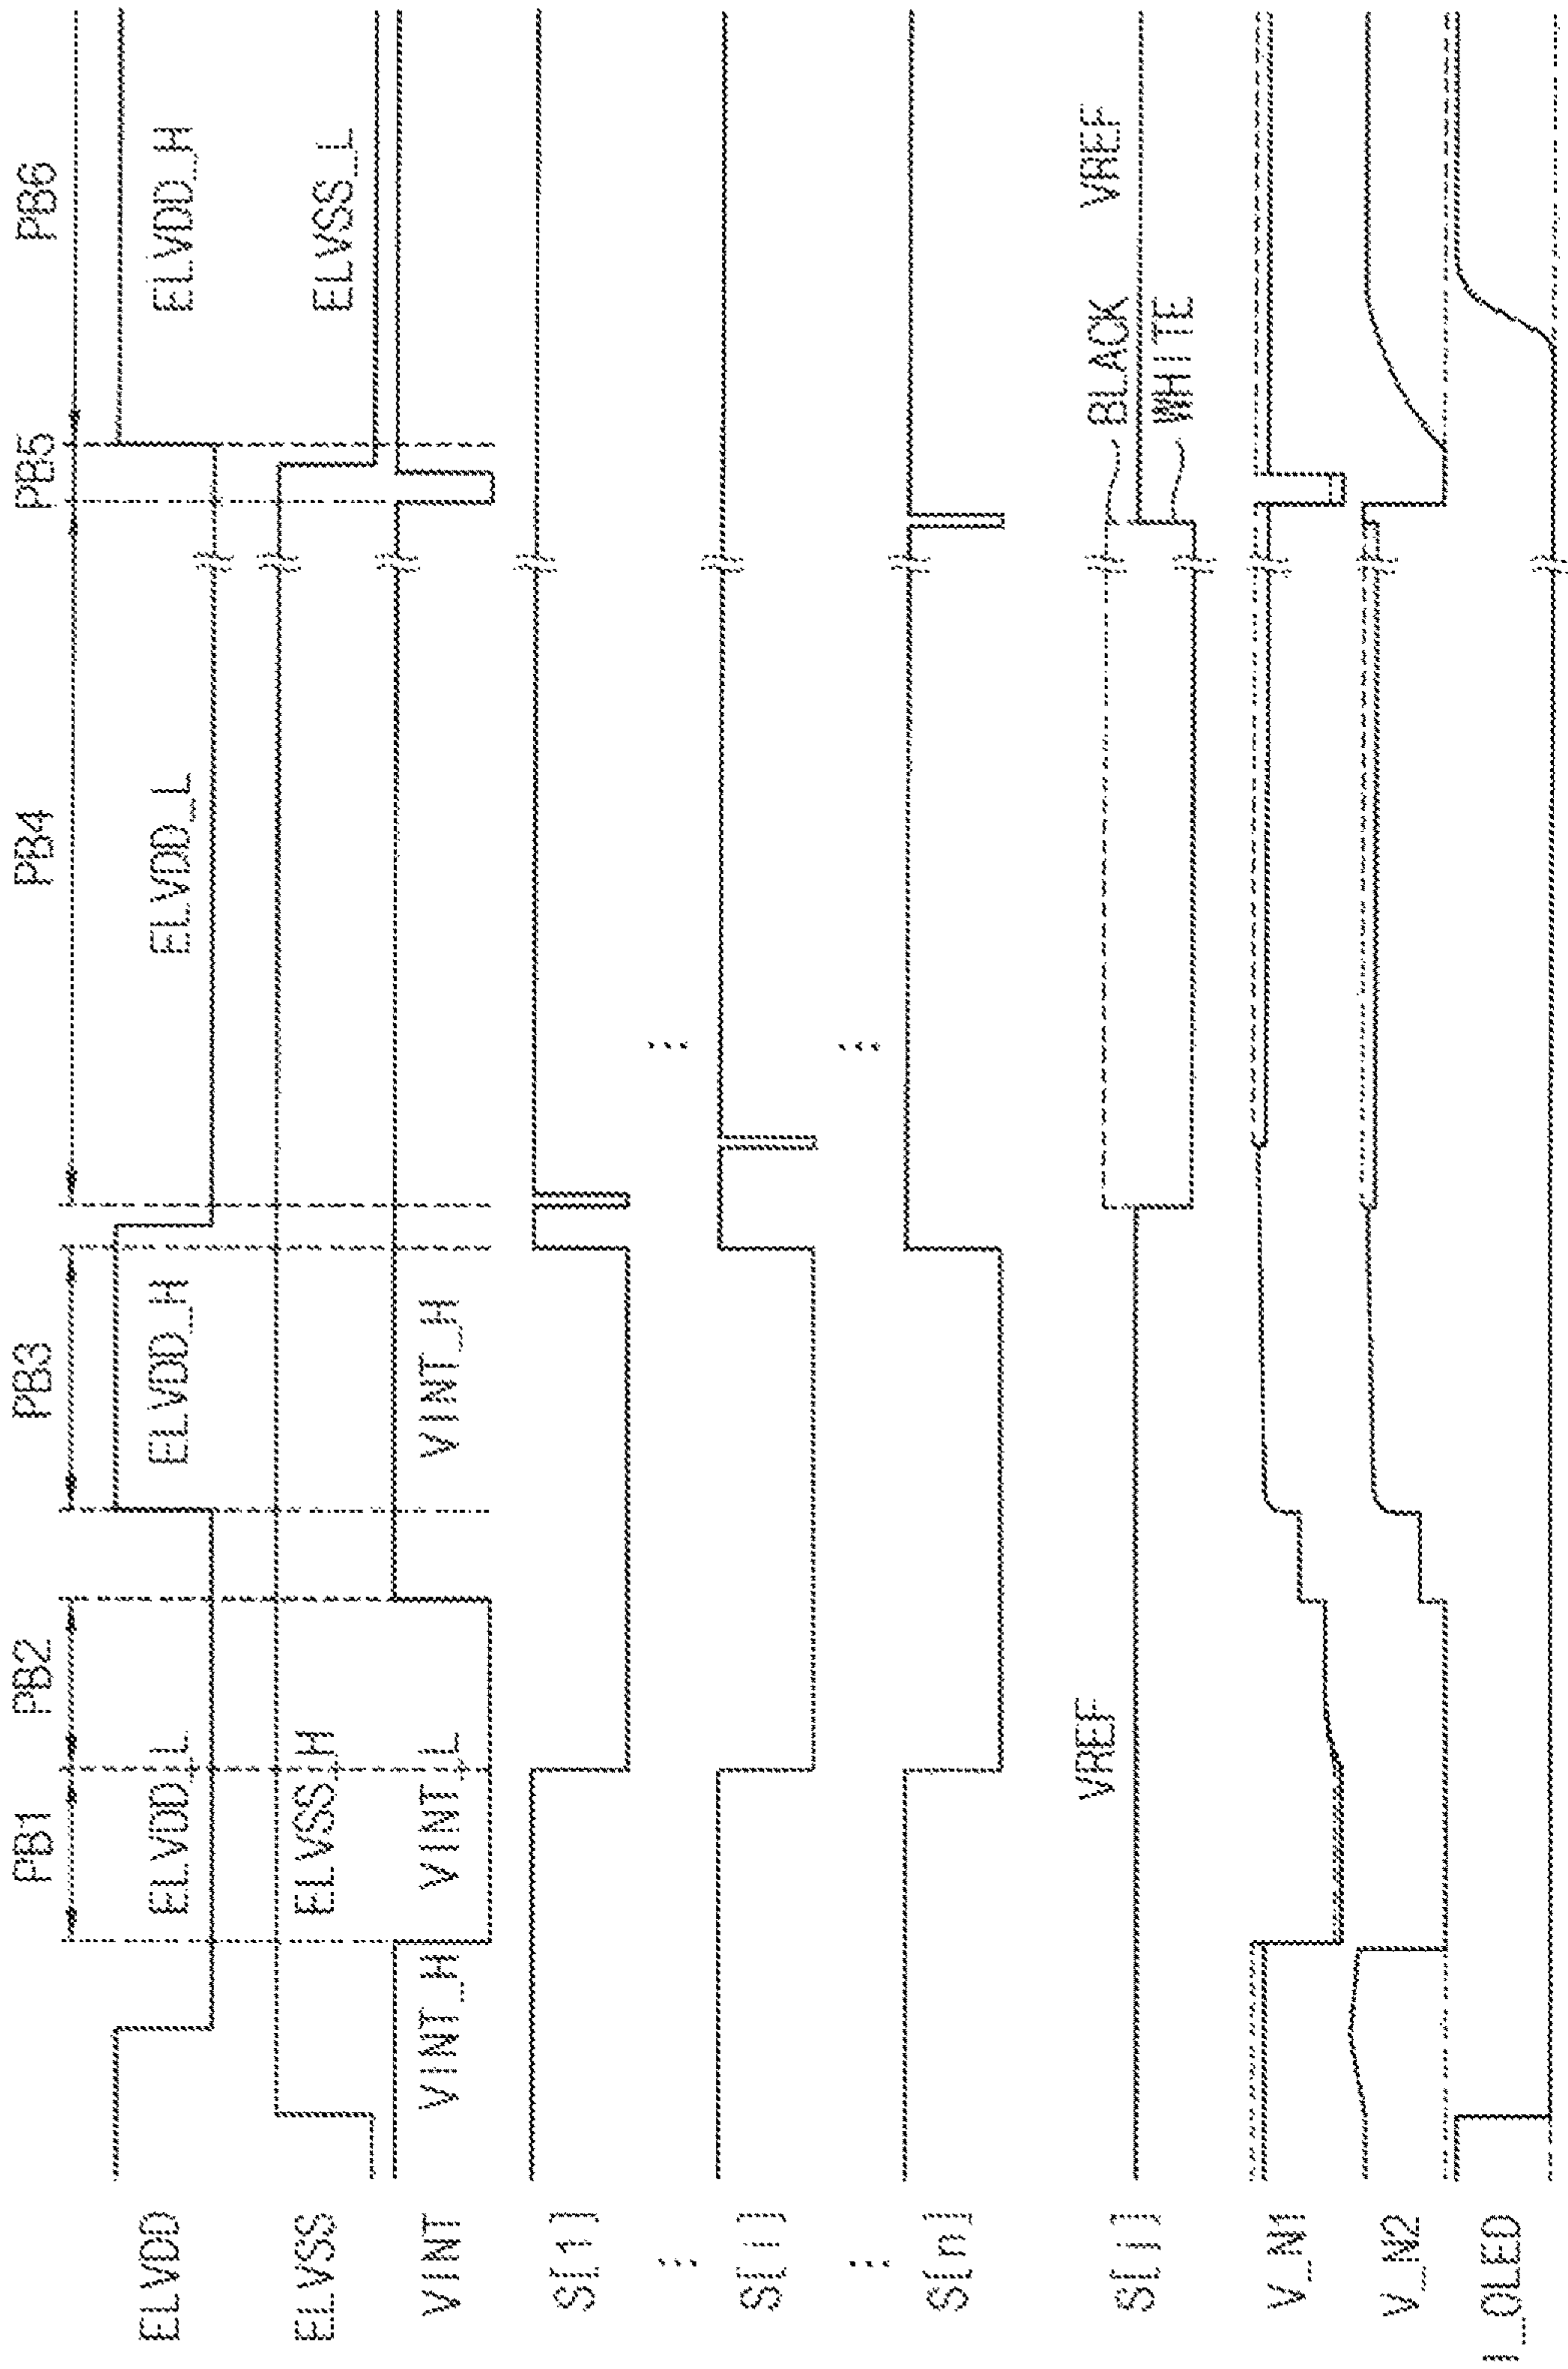 PB1 PB2 PB3 PB4 PB5 PB6
ELVDD ELVDD_L ELVDD_H ELVDD_L ELVDD_H
ELVSS ELVSS_H ELVSS_L
VINT VINT_H VINT_L VINT_H
S[1]
⋮ ⋮
S[i]
⋮ ⋮
S[n]
S[j] VREF BLACK WHITE VREF
V_N1
V_N2
I_OLED